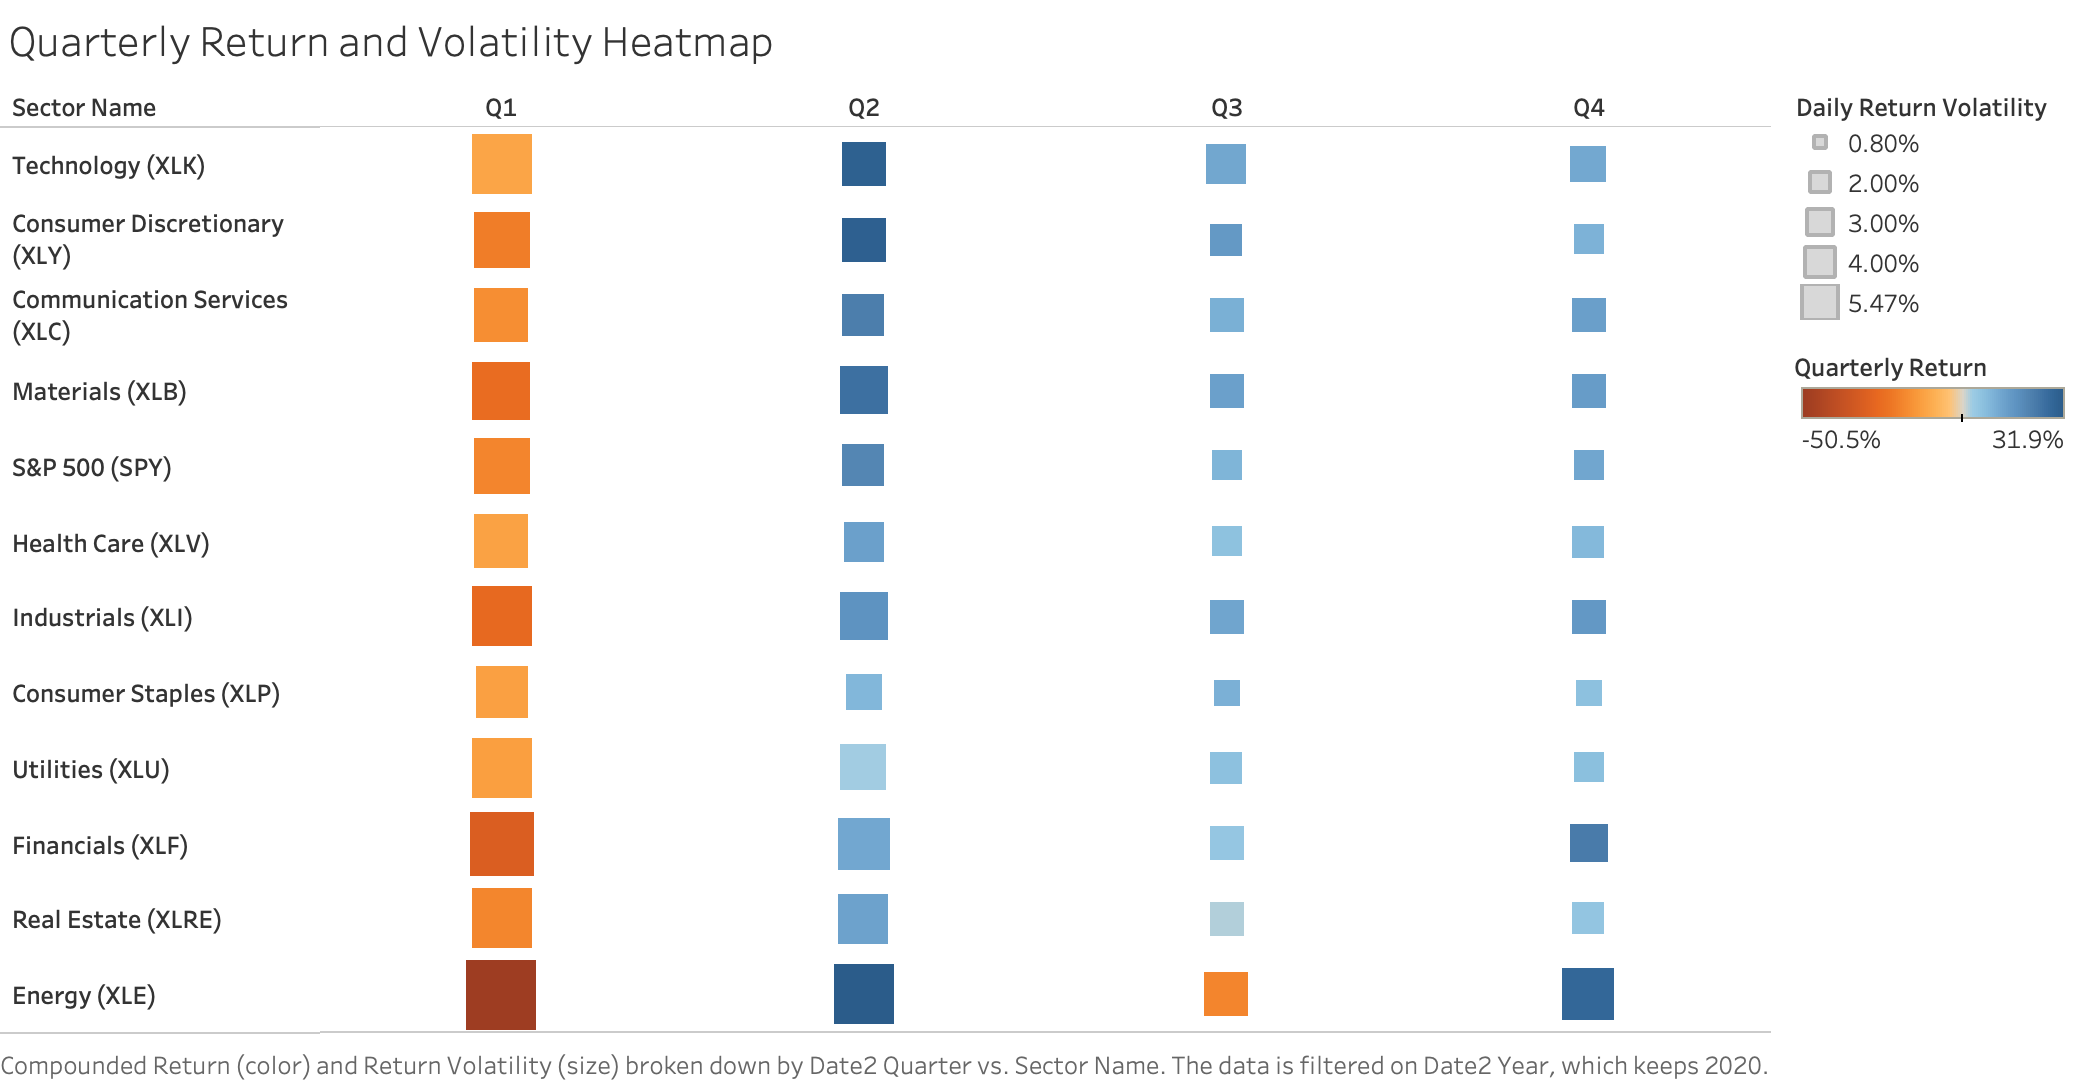 Quarterly Return and Volatility Heatmap
Sector Name Q1 Q2 Q3 Q4
Technology (XLK)
Consumer Discretionary
(XLY)
Communication Services
(XLC)
Materials (XLB)
S&P 500 (SPY)
Health Care (XLV)
Industrials (XLI)
Consumer Staples (XLP)
Utilities (XLU)
Financials (XLF)
Real Estate (XLRE)
Energy (XLE)
Daily Return Volatility
0.80%
2.00%
3.00%
4.00%
5.47%
Quarterly Return
-50.5% 31.9%
Compounded Return (color) and Return Volatility (size) broken down by Date2 Quarter vs. Sector Name. The data is filtered on Date2 Year, which keeps 2020.